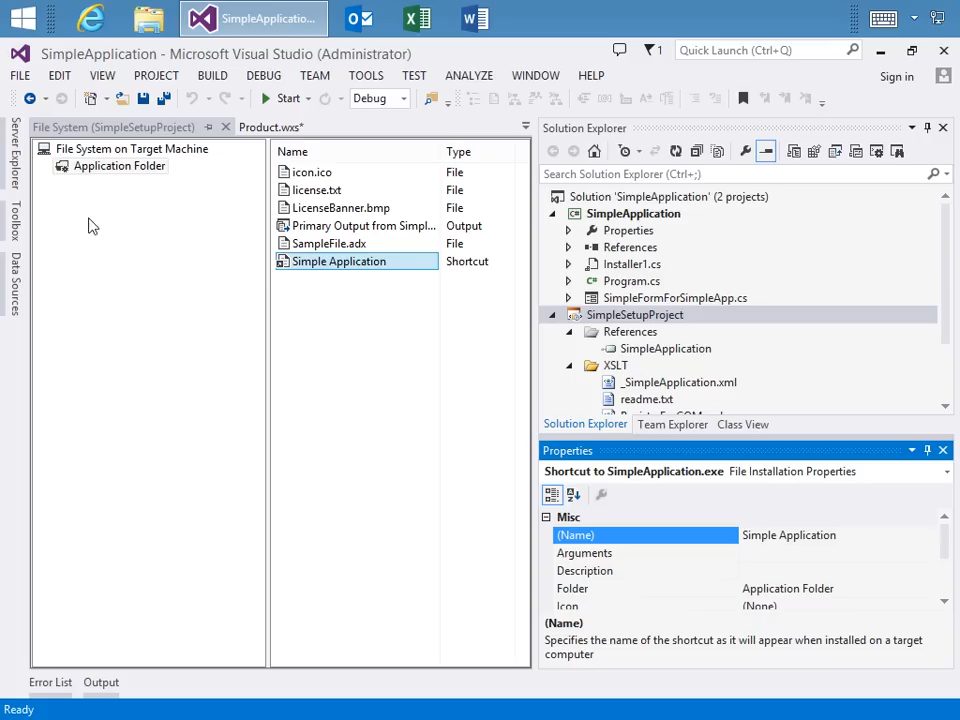 SimpleApplicatio...
SimpleApplication - Microsoft Visual Studio (Administrator)
1
Quick Launch (Ctrl+Q)
FILE EDIT VIEW PROJECT BUILD DEBUG TEAM TOOLS TEST ANALYZE WINDOW HELP
Sign in
Start
Debug
Server Explorer
Toolbox
Data Sources
File System (SimpleSetupProject)
Product.wxs*
File System on Target Machine
Application Folder
Name Type
icon.ico File
license.txt File
LicenseBanner.bmp File
Primary Output from Simpl... Output
SampleFile.adx File
Simple Application Shortcut
Solution Explorer
Search Solution Explorer (Ctrl+;)
Solution 'SimpleApplication' (2 projects)
SimpleApplication
Properties
References
Installer1.cs
Program.cs
SimpleFormForSimpleApp.cs
SimpleSetupProject
References
SimpleApplication
XSLT
_SimpleApplication.xml
readme.txt
Solution Explorer Team Explorer Class View
Properties
Shortcut to SimpleApplication.exe File Installation Properties
Misc
(Name) Simple Application
Arguments
Description
Folder Application Folder
Icon (None)
(Name)
Specifies the name of the shortcut as it will appear when installed on a target
computer
Error List Output
Ready